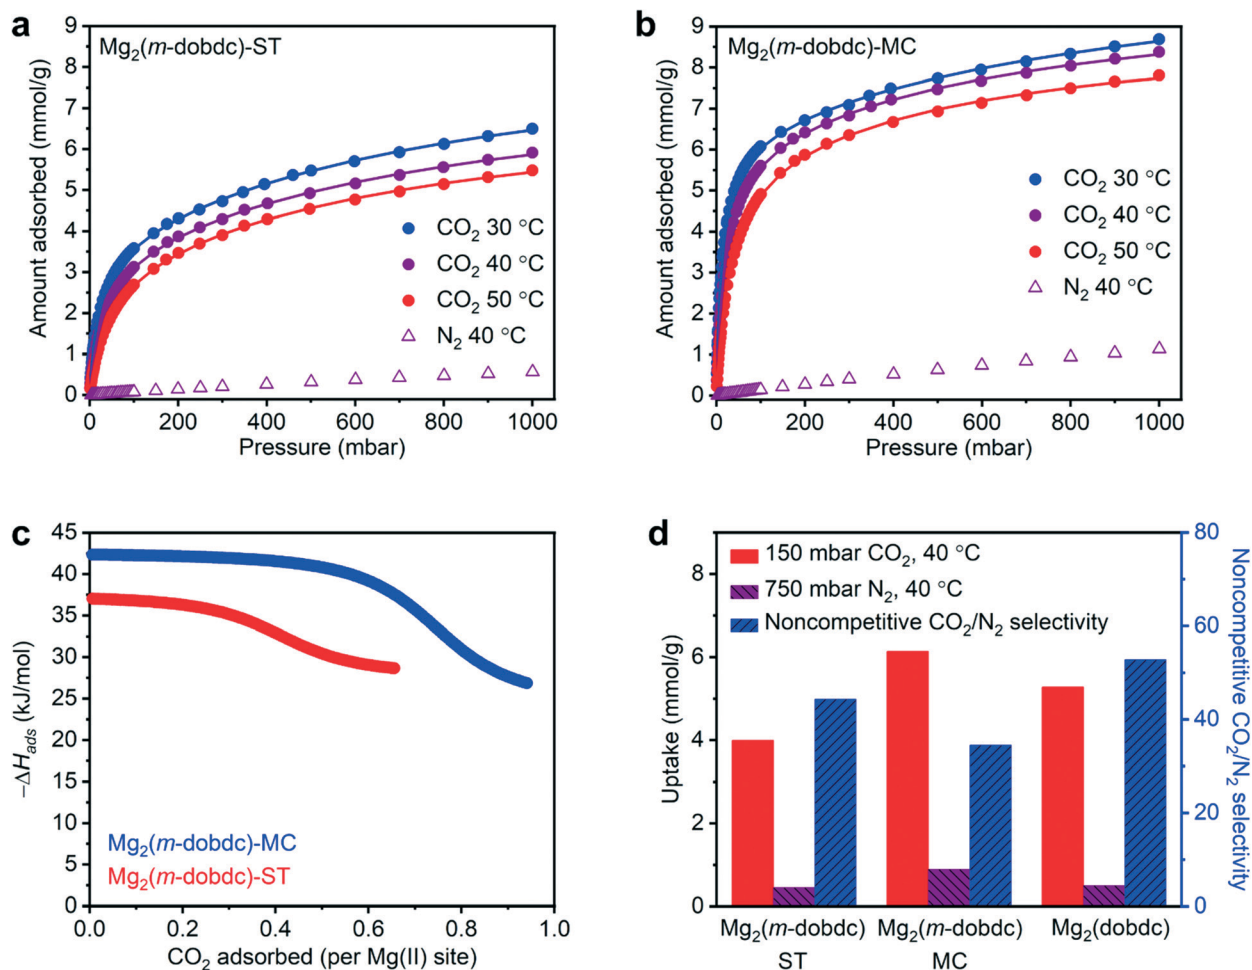 a
Mg₂(m-dobdc)-ST
Amount adsorbed (mmol/g)
9
8
7
6
5
4
3
2
1
0
CO₂ 30 °C
CO₂ 40 °C
CO₂ 50 °C
N₂ 40 °C
0 200 400 600 800 1000
Pressure (mbar)
b
Mg₂(m-dobdc)-MC
Amount adsorbed (mmol/g)
9
8
7
6
5
4
3
2
1
0
CO₂ 30 °C
CO₂ 40 °C
CO₂ 50 °C
N₂ 40 °C
0 200 400 600 800 1000
Pressure (mbar)
c
−ΔHads (kJ/mol)
45
40
35
30
25
20
15
10
5
0
Mg₂(m-dobdc)-MC
Mg₂(m-dobdc)-ST
0.0 0.2 0.4 0.6 0.8 1.0
CO₂ adsorbed (per Mg(II) site)
d
Uptake (mmol/g)
8
6
4
2
0
150 mbar CO₂, 40 °C
750 mbar N₂, 40 °C
Noncompetitive CO₂/N₂ selectivity
80
60
40
20
0
Noncompetitive CO₂/N₂ selectivity
Mg₂(m-dobdc) Mg₂(m-dobdc) Mg₂(dobdc)
ST MC